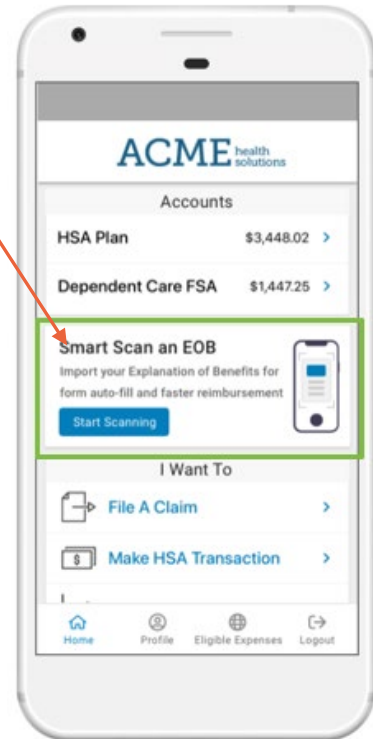 ACME health
solutions
Accounts
HSA Plan $3,448.02 >
Dependent Care FSA $1,447.25 >
Smart Scan an EOB
Import your Explanation of Benefits for
form auto-fill and faster reimbursement
Start Scanning
I Want To
File A Claim >
$ Make HSA Transaction >
Home Profile Eligible Expenses Logout